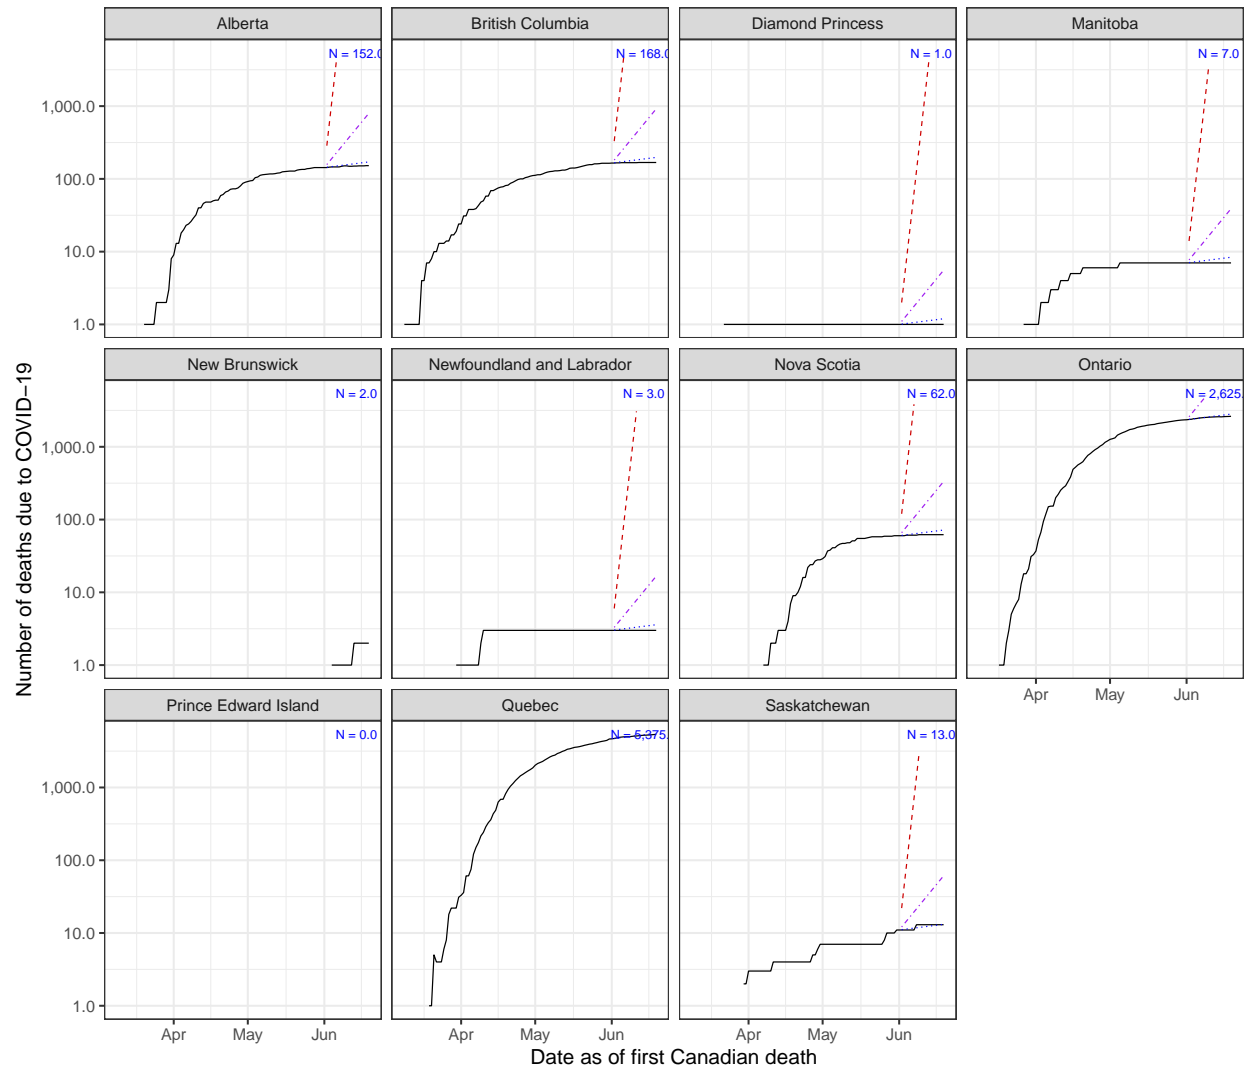 Alberta
British Columbia
Diamond Princess
Manitoba
N = 152.0
N = 168.0
N = 1.0
N = 7.0
1,000.0
100.0
10.0
1.0
New Brunswick
Newfoundland and Labrador
Nova Scotia
Ontario
N = 2.0
N = 3.0
N = 62.0
N = 2,625.
1,000.0
100.0
10.0
1.0
Apr May Jun
Prince Edward Island
Quebec
Saskatchewan
N = 0.0
N = 5,375.
N = 13.0
1,000.0
100.0
10.0
1.0
Apr May Jun
Apr May Jun
Apr May Jun
Number of deaths due to COVID−19
Date as of first Canadian death